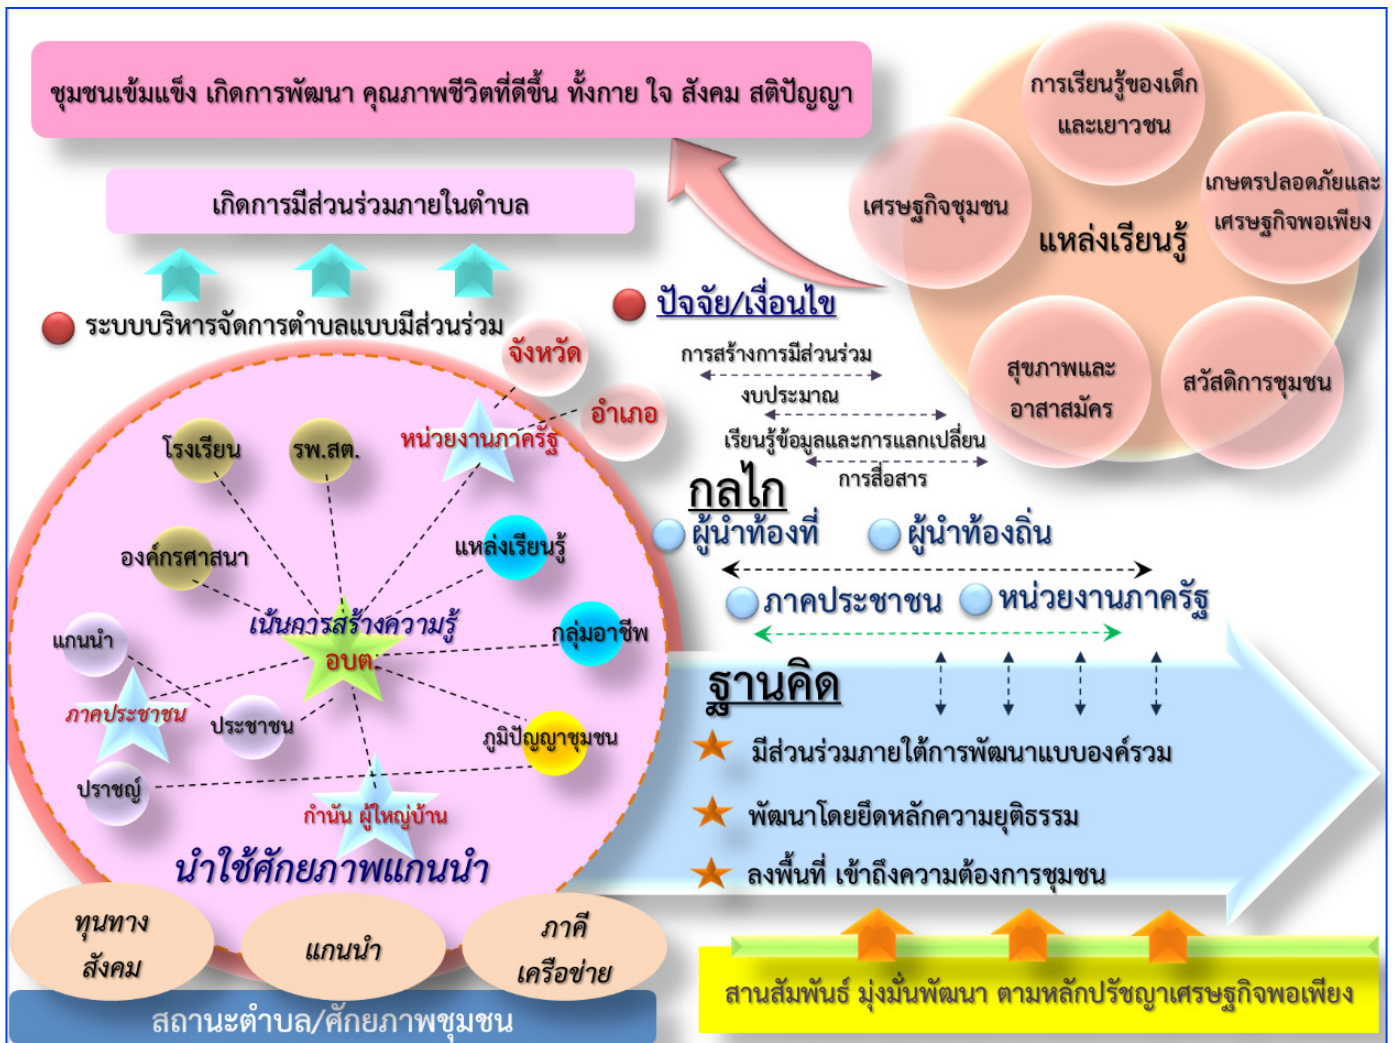 ชุมชนเข้มแข็ง เกิดการพัฒนา คุณภาพชีวิตที่ดีขึ้น ทั้งกาย ใจ สังคม สติปัญญา
เกิดการมีส่วนร่วมภายในตำบล
ระบบบริหารจัดการตำบลแบบมีส่วนร่วม
จังหวัด
อำเภอ
หน่วยงานภาครัฐ
โรงเรียน
รพ.สต.
องค์กรศาสนา
แหล่งเรียนรู้
เน้นการสร้างความรู้
อบต.
กลุ่มอาชีพ
แกนนำ
ภาคประชาชน
ประชาชน
ภูมิปัญญาชุมชน
ปราชญ์
กำนัน ผู้ใหญ่บ้าน
นำใช้ศักยภาพแกนนำ
ทุนทาง
สังคม
แกนนำ
ภาคี
เครือข่าย
สถานะตำบล/ศักยภาพชุมชน
การเรียนรู้ของเด็ก
และเยาวชน
เศรษฐกิจชุมชน
เกษตรปลอดภัยและ
เศรษฐกิจพอเพียง
แหล่งเรียนรู้
สุขภาพและ
อาสาสมัคร
สวัสดิการชุมชน
ปัจจัย/เงื่อนไข
การสร้างการมีส่วนร่วม
งบประมาณ
เรียนรู้ข้อมูลและการแลกเปลี่ยน
การสื่อสาร
กลไก
ผู้นำท้องที่
ผู้นำท้องถิ่น
ภาคประชาชน
หน่วยงานภาครัฐ
ฐานคิด
มีส่วนร่วมภายใต้การพัฒนาแบบองค์รวม
พัฒนาโดยยึดหลักความยุติธรรม
ลงพื้นที่ เข้าถึงความต้องการชุมชน
สานสัมพันธ์ มุ่งมั่นพัฒนา ตามหลักปรัชญาเศรษฐกิจพอเพียง